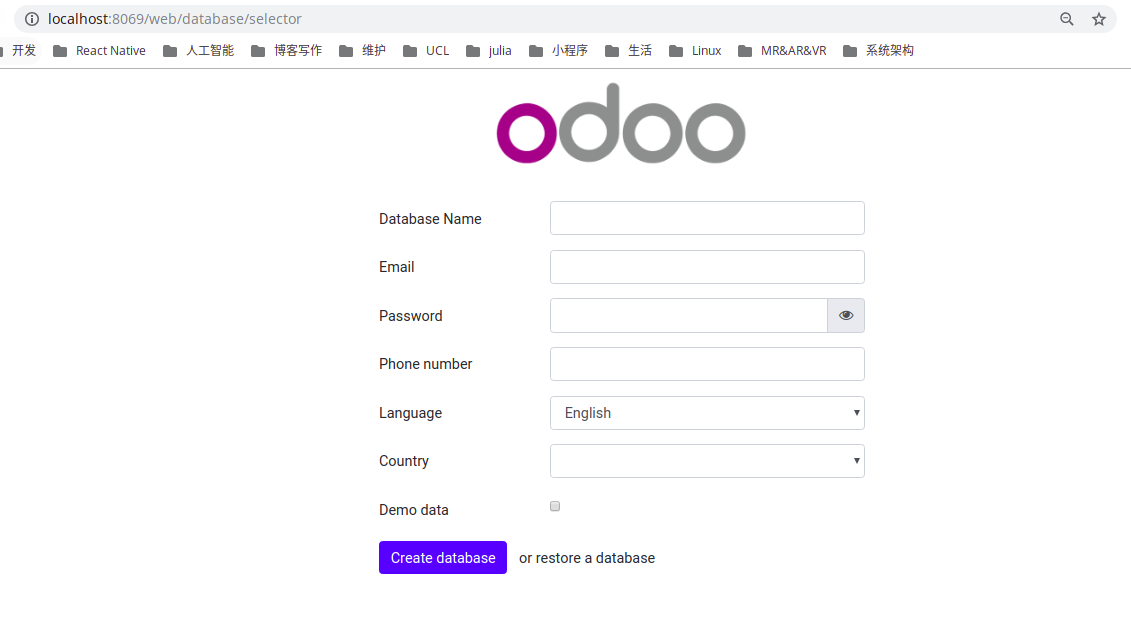 localhost:8069/web/database/selector
开发 React Native 人工智能 博客写作 维护 UCL julia 小程序 生活 Linux MR&AR&VR 系统架构
odoo
Database Name
Email
Password
Phone number
Language English
Country
Demo data
Create database or restore a database